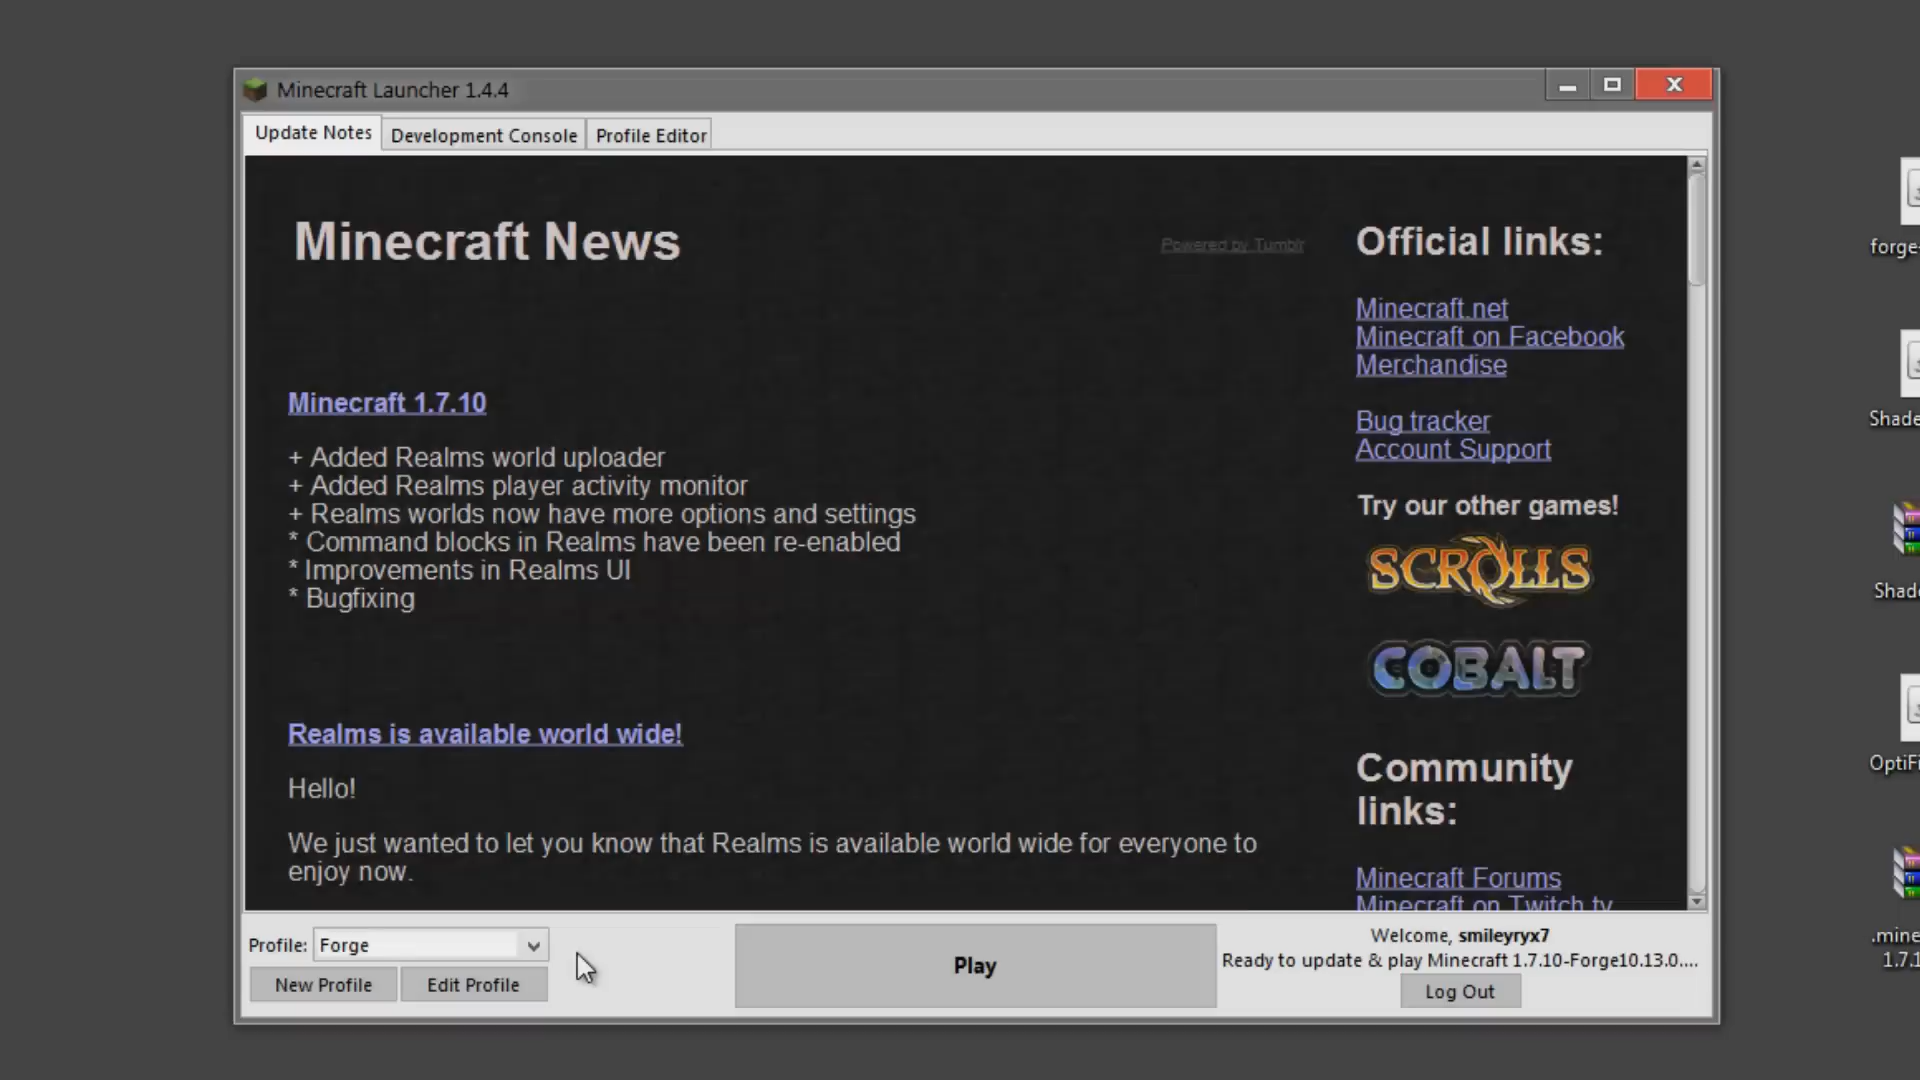 Minecraft Launcher 1.4.4
Update Notes
Development Console
Profile Editor
Minecraft News
Powered by Tumblr
Minecraft 1.7.10
+ Added Realms world uploader
+ Added Realms player activity monitor
+ Realms worlds now have more options and settings
* Command blocks in Realms have been re-enabled
* Improvements in Realms UI
* Bugfixing
Realms is available world wide!
Hello!
We just wanted to let you know that Realms is available world wide for everyone to
enjoy now.
Official links:
Minecraft.net
Minecraft on Facebook
Merchandise
Bug tracker
Account Support
Try our other games!
SCROLLS
COBALT
Community
links:
Minecraft Forums
Minecraft on Twitch.tv
Profile: Forge
New Profile
Edit Profile
Play
Welcome, smileyryx7
Ready to update & play Minecraft 1.7.10-Forge10.13.0....
Log Out
forge-
Shade
Shade
OptiFi
.mine
1.7.1